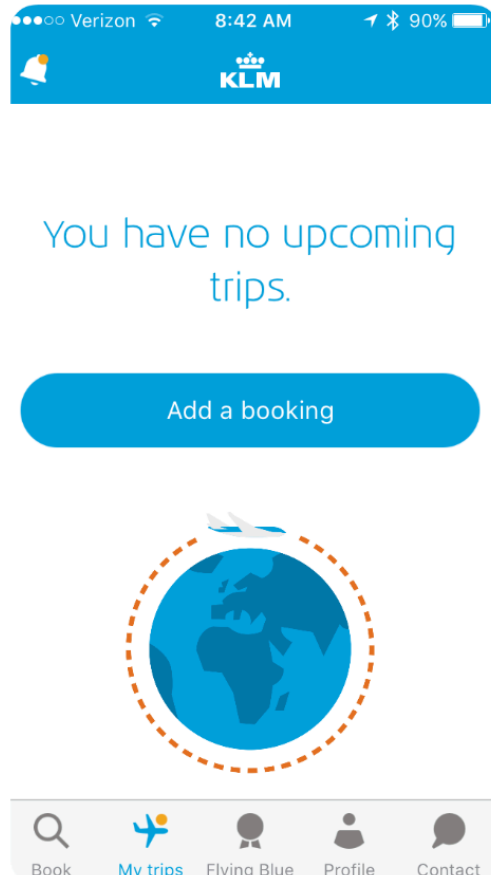 Verizon 8:42 AM 90%
KLM
You have no upcoming
trips.
Add a booking
Book My trips Flying Blue Profile Contact